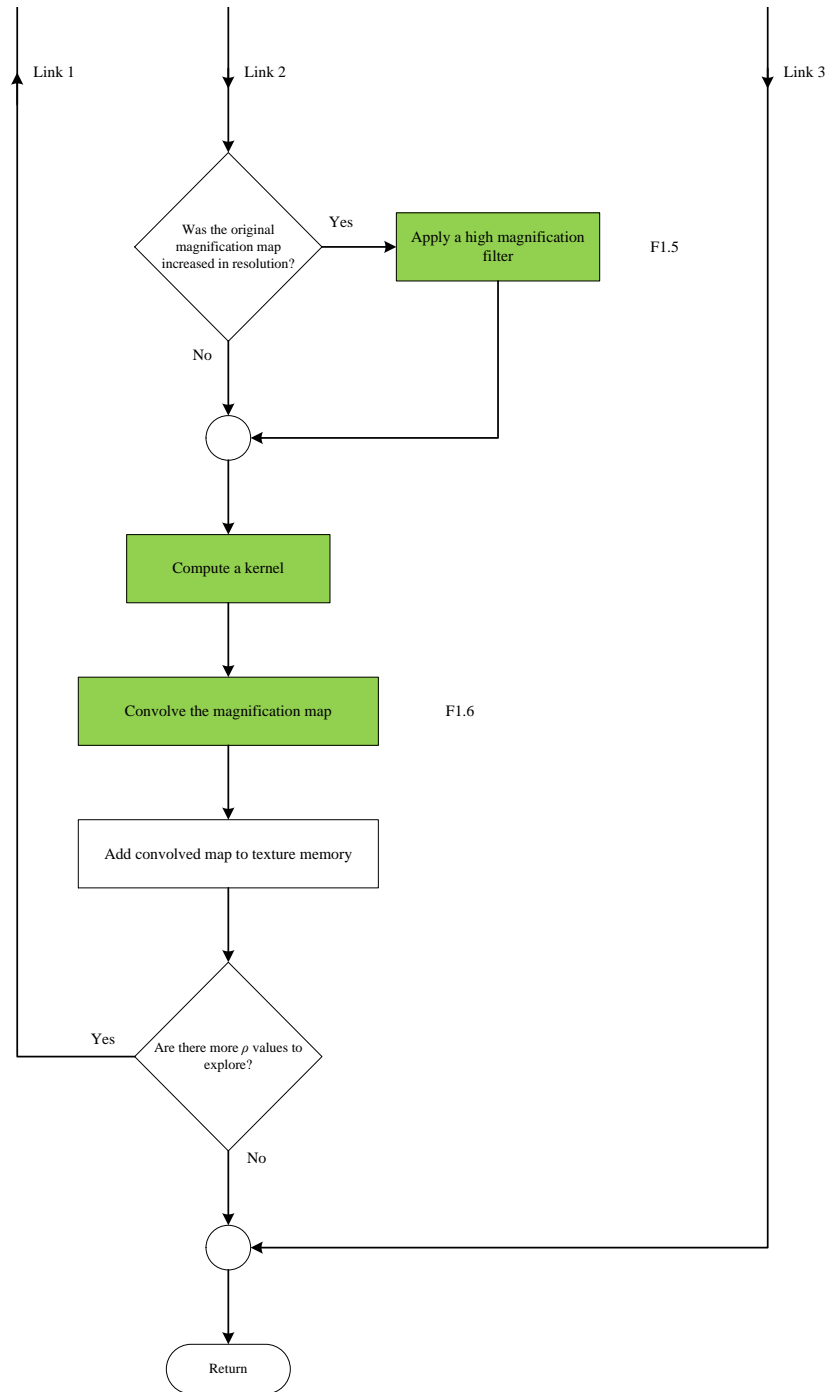 Link 1
Link 2
Link 3
Was the original
magnification map
increased in resolution?
Yes
Apply a high magnification
filter
F1.5
No
Compute a kernel
Convolve the magnification map
F1.6
Add convolved map to texture memory
Yes
Are there more ρ values to
explore?
No
Return